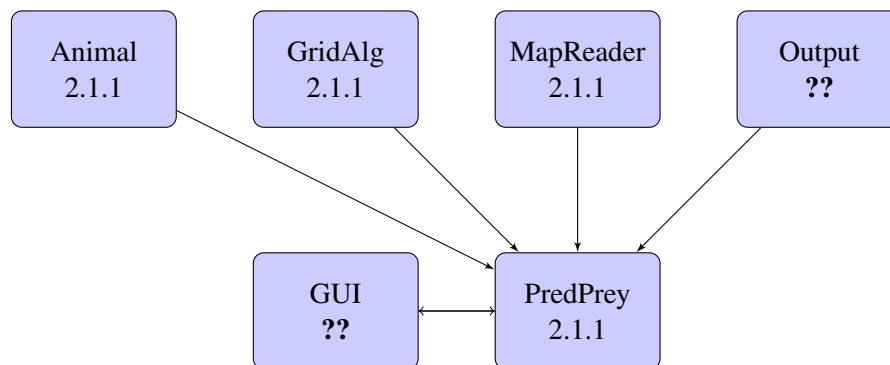 Animal
2.1.1
GridAlg
2.1.1
MapReader
2.1.1
Output
??
GUI
??
PredPrey
2.1.1